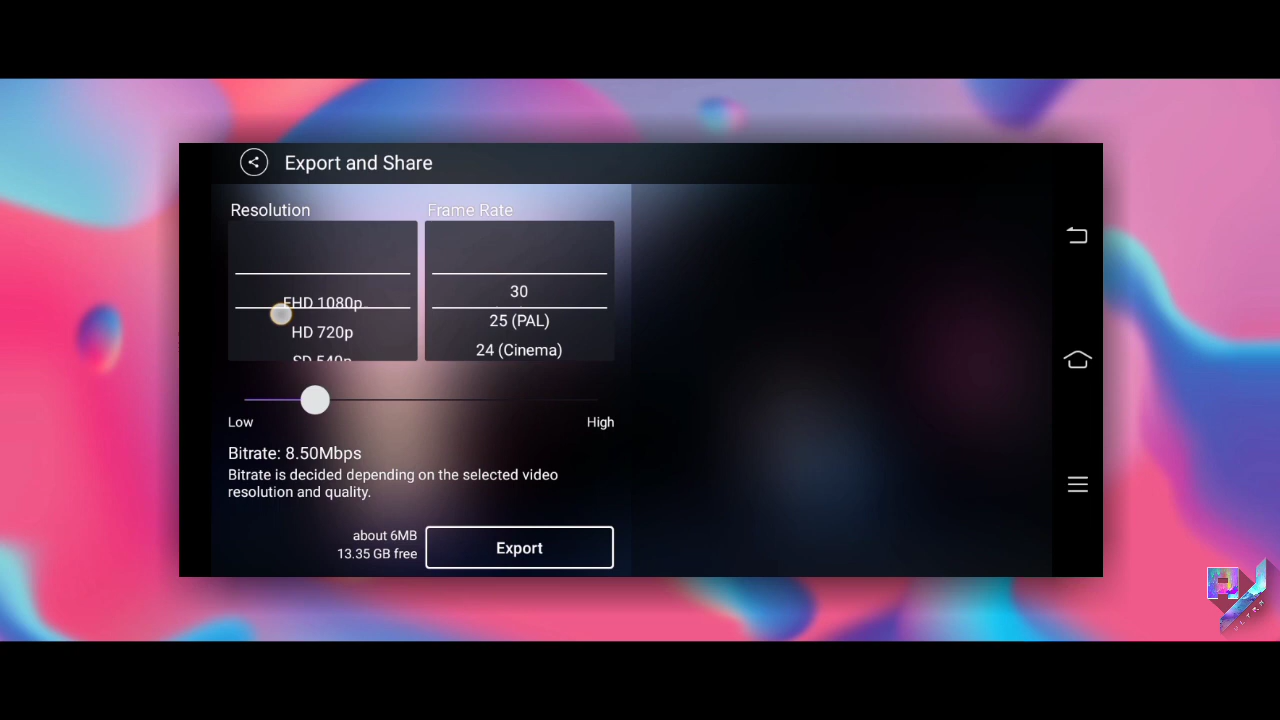 Export and Share
Resolution
Frame Rate
FHD 1080p
HD 720p
SD 540p
30
25 (PAL)
24 (Cinema)
Low
High
Bitrate: 8.50Mbps
Bitrate is decided depending on the selected video
resolution and quality.
about 6MB
13.35 GB free
Export